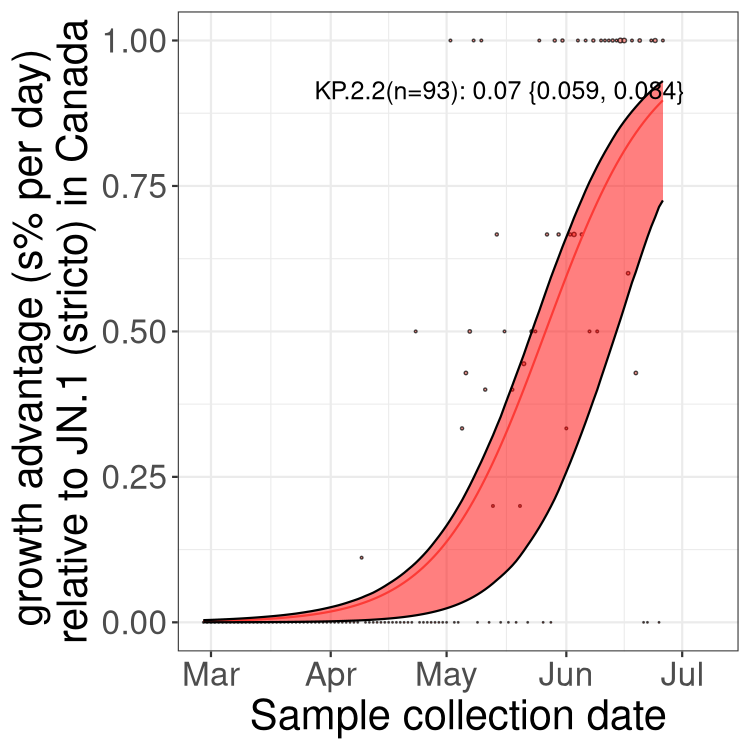 growth advantage (s% per day)
relative to JN.1 (stricto) in Canada
1.00
0.75
0.50
0.25
0.00
KP.2.2(n=93): 0.07 {0.059, 0.084}
Mar Apr May Jun Jul
Sample collection date